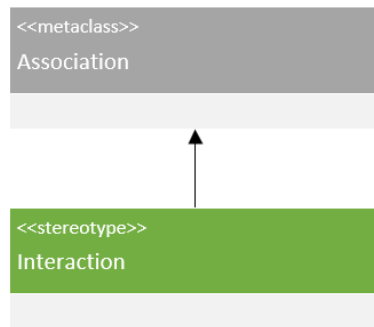 <<metaclass>>
Association
<<stereotype>>
Interaction